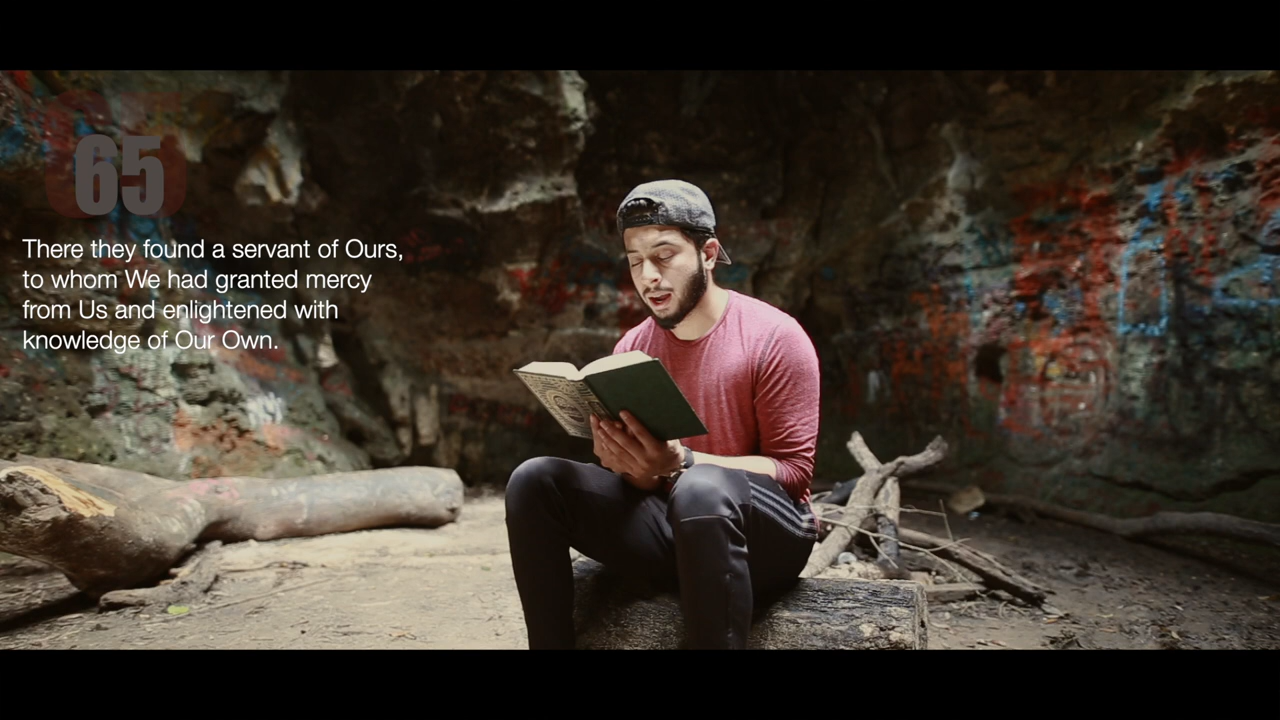 65
There they found a servant of Ours,
to whom We had granted mercy
from Us and enlightened with
knowledge of Our Own.